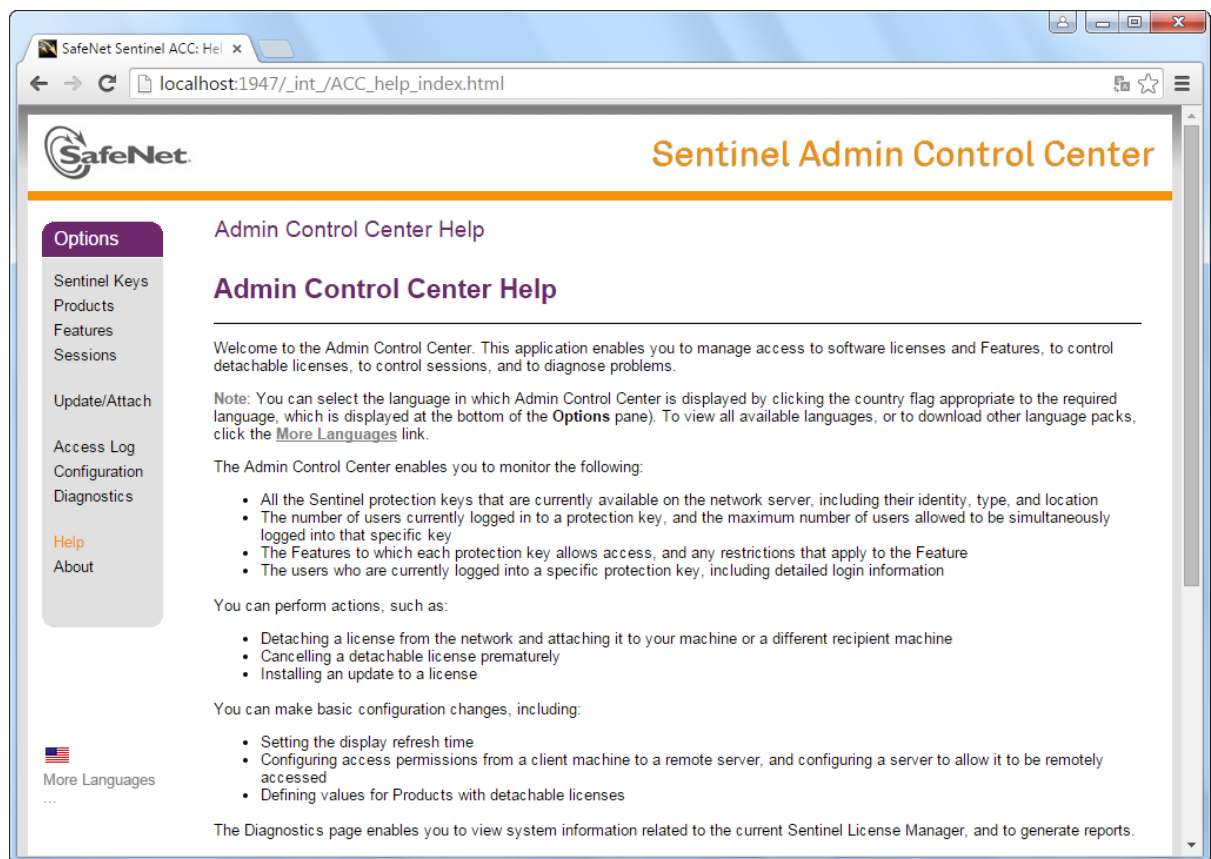 SafeNet Sentinel ACC: Hel
localhost:1947/_int_/ACC_help_index.html
SafeNet.
Sentinel Admin Control Center
Options
Sentinel Keys
Products
Features
Sessions
Update/Attach
Access Log
Configuration
Diagnostics
Help
About
More Languages
...
Admin Control Center Help
Admin Control Center Help
Welcome to the Admin Control Center. This application enables you to manage access to software licenses and Features, to control
detachable licenses, to control sessions, and to diagnose problems.
Note: You can select the language in which Admin Control Center is displayed by clicking the country flag appropriate to the required
language, which is displayed at the bottom of the Options pane). To view all available languages, or to download other language packs,
click the More Languages link.
The Admin Control Center enables you to monitor the following:
• All the Sentinel protection keys that are currently available on the network server, including their identity, type, and location
• The number of users currently logged in to a protection key, and the maximum number of users allowed to be simultaneously
logged into that specific key
• The Features to which each protection key allows access, and any restrictions that apply to the Feature
• The users who are currently logged into a specific protection key, including detailed login information
You can perform actions, such as:
• Detaching a license from the network and attaching it to your machine or a different recipient machine
• Cancelling a detachable license prematurely
• Installing an update to a license
You can make basic configuration changes, including:
• Setting the display refresh time
• Configuring access permissions from a client machine to a remote server, and configuring a server to allow it to be remotely
accessed
• Defining values for Products with detachable licenses
The Diagnostics page enables you to view system information related to the current Sentinel License Manager, and to generate reports.